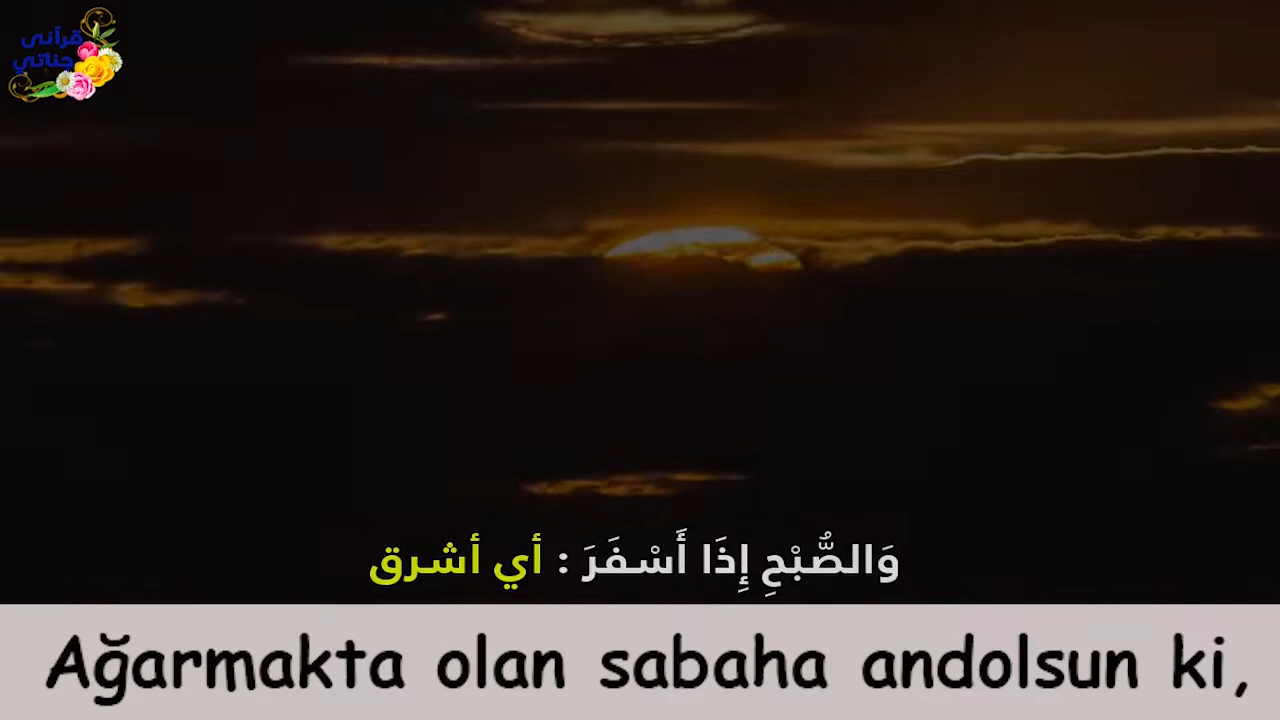 قرآني
جناتي
وَالصُّبْحِ إِذَا أَسْفَرَ : أي أشرق
Ağarmakta olan sabaha andolsun ki,